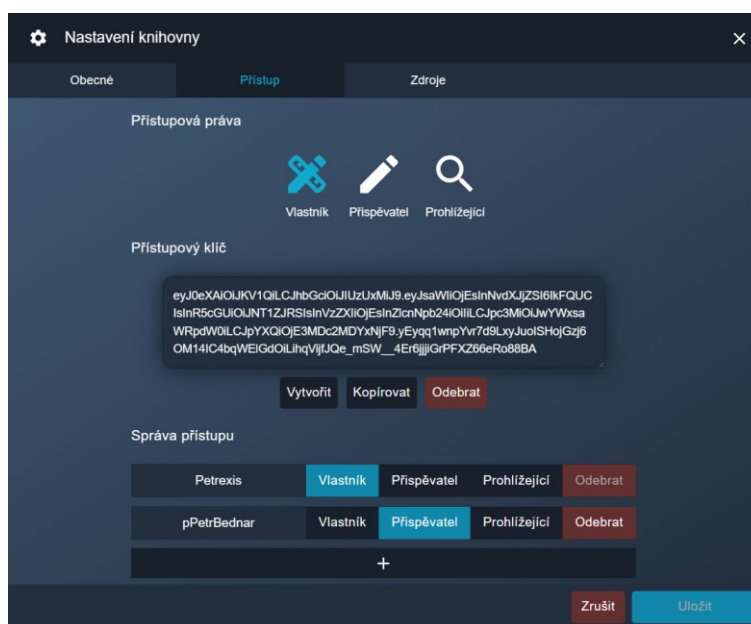 Nastavení knihovny
Obecné Přístup Zdroje
Přístupová práva
Vlastník Přispěvatel Prohlížející
Přístupový klíč
eyJ0eXAiOiJKV1QiLCJhbGciOiJIUzUxMiJ9.eyJsaWIiOjEsInNvdXJjZSI6IkFQUC
IsInR5cGUiOiJNT1ZJRSIsInVzZXIiOjEsInZlcnNpb24iOiIiLCJpc3MiOiJwYWxsa
WRpdW0iLCJpYXQiOjE3MDc2MDYxNjF9.yEyqq1wnpYvr7d9LxyJuoISHojGzj6
OM14IC4bqWEIGdOiLihqVijfJQe_mSW__4Er6jjjiGrPFXZ66eRo88BA
Vytvořit Kopírovat Odebrat
Správa přístupu
Petrexis Vlastník Přispěvatel Prohlížející Odebrat
pPetrBednar Vlastník Přispěvatel Prohlížející Odebrat
+
Zrušit Uložit